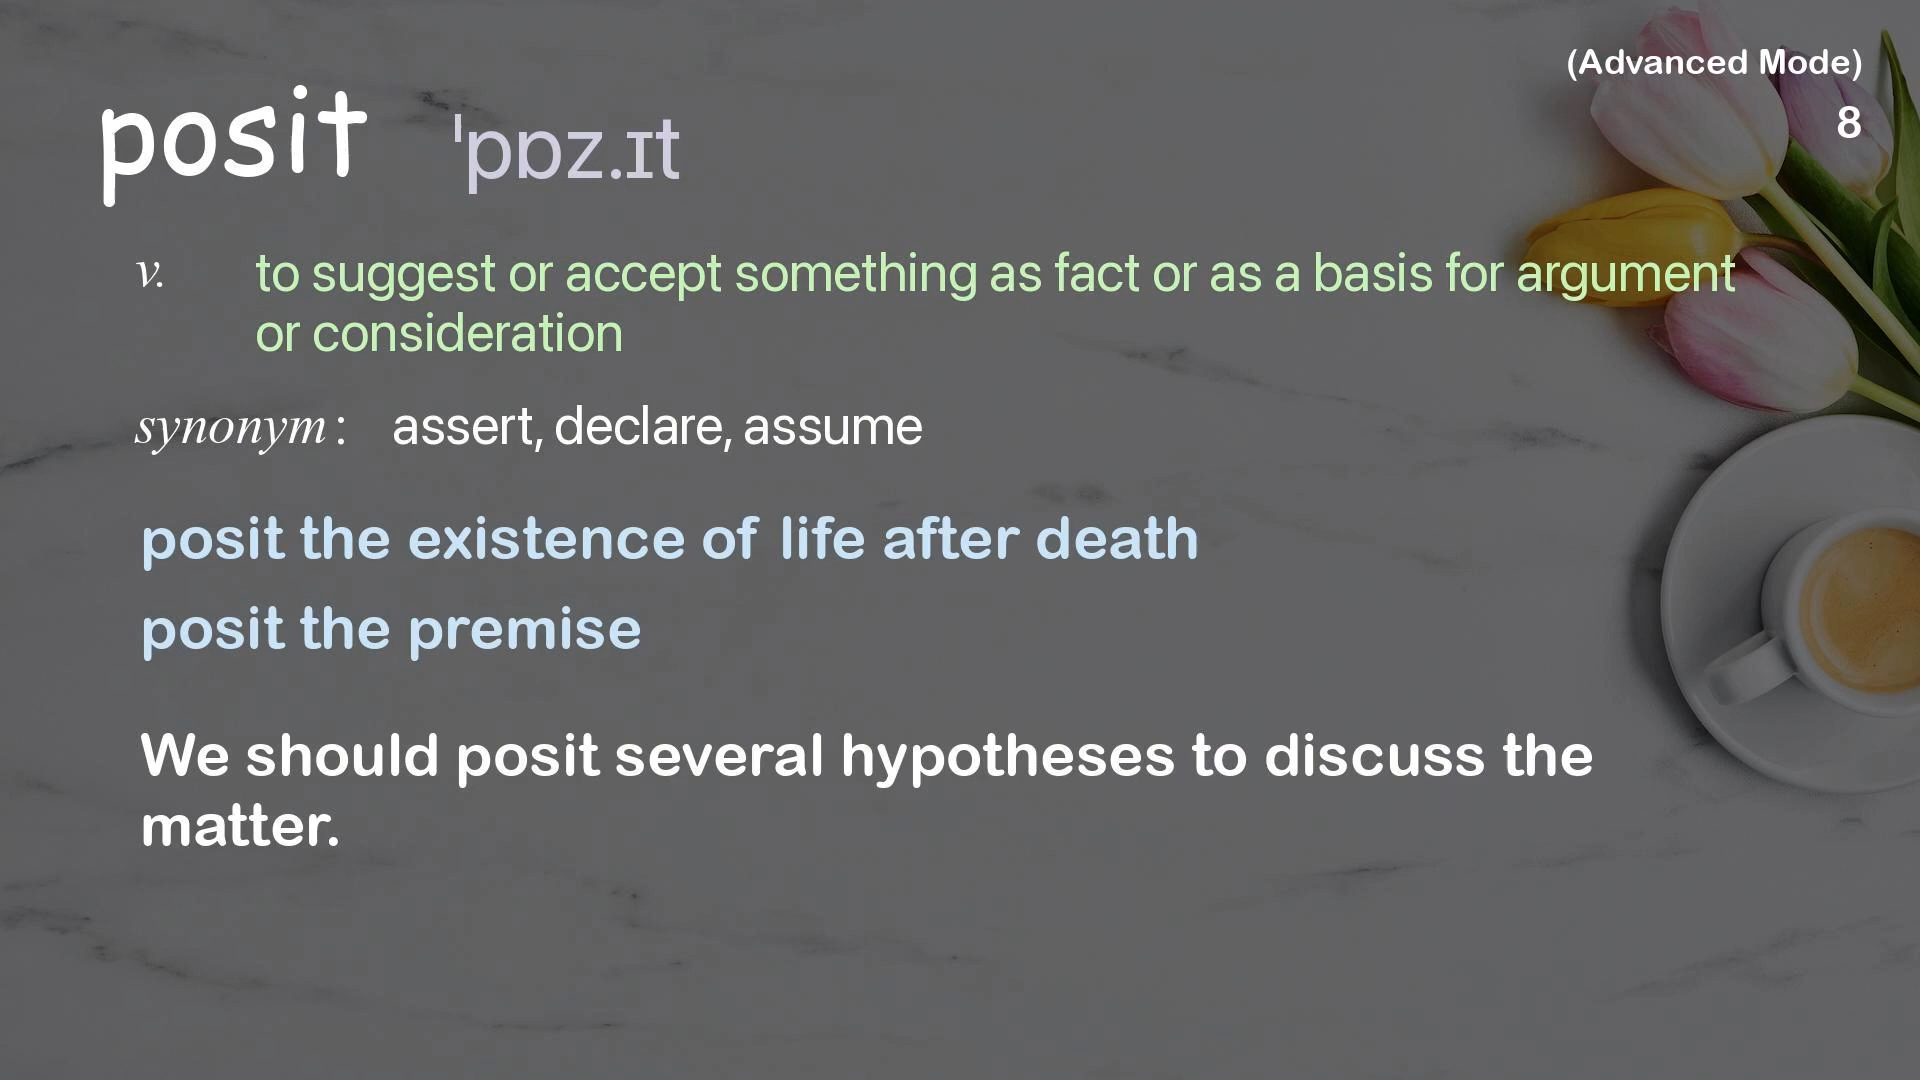 (Advanced Mode)
8
posit ˈpɒz.ɪt
v. to suggest or accept something as fact or as a basis for argument
or consideration
synonym: assert, declare, assume
posit the existence of life after death
posit the premise
We should posit several hypotheses to discuss the
matter.